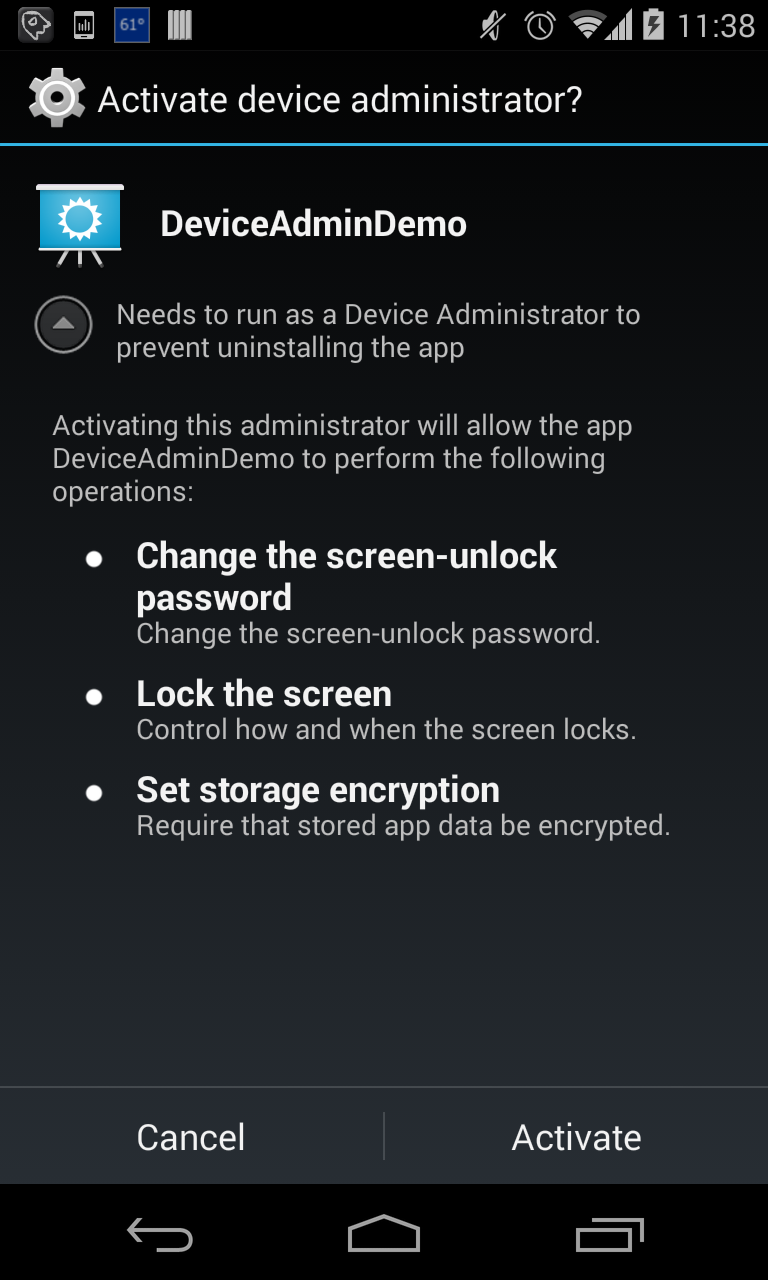 61°
11:38
Activate device administrator?
DeviceAdminDemo
Needs to run as a Device Administrator to
prevent uninstalling the app
Activating this administrator will allow the app
DeviceAdminDemo to perform the following
operations:
Change the screen-unlock
password
Change the screen-unlock password.
Lock the screen
Control how and when the screen locks.
Set storage encryption
Require that stored app data be encrypted.
Cancel
Activate